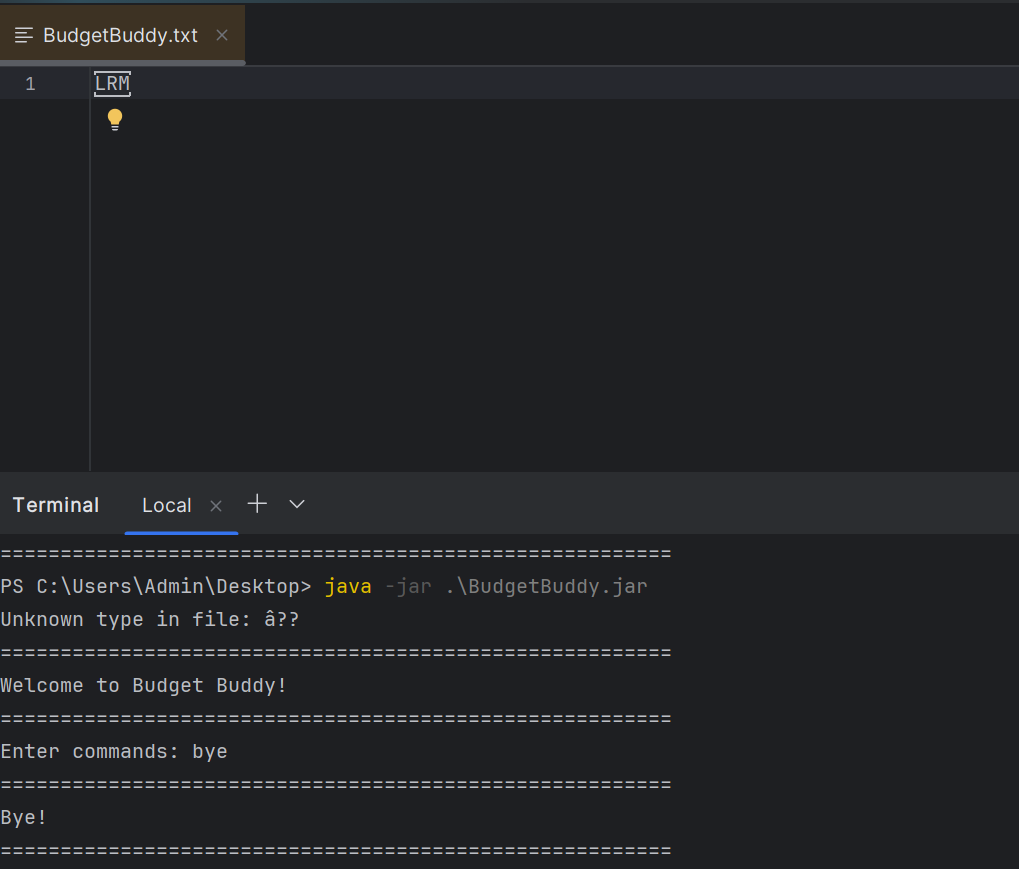 BudgetBuddy.txt
1 LRM
Terminal Local
========================================================
PS C:\Users\Admin\Desktop> java -jar .\BudgetBuddy.jar
Unknown type in file: â??
========================================================
Welcome to Budget Buddy!
========================================================
Enter commands: bye
========================================================
Bye!
========================================================